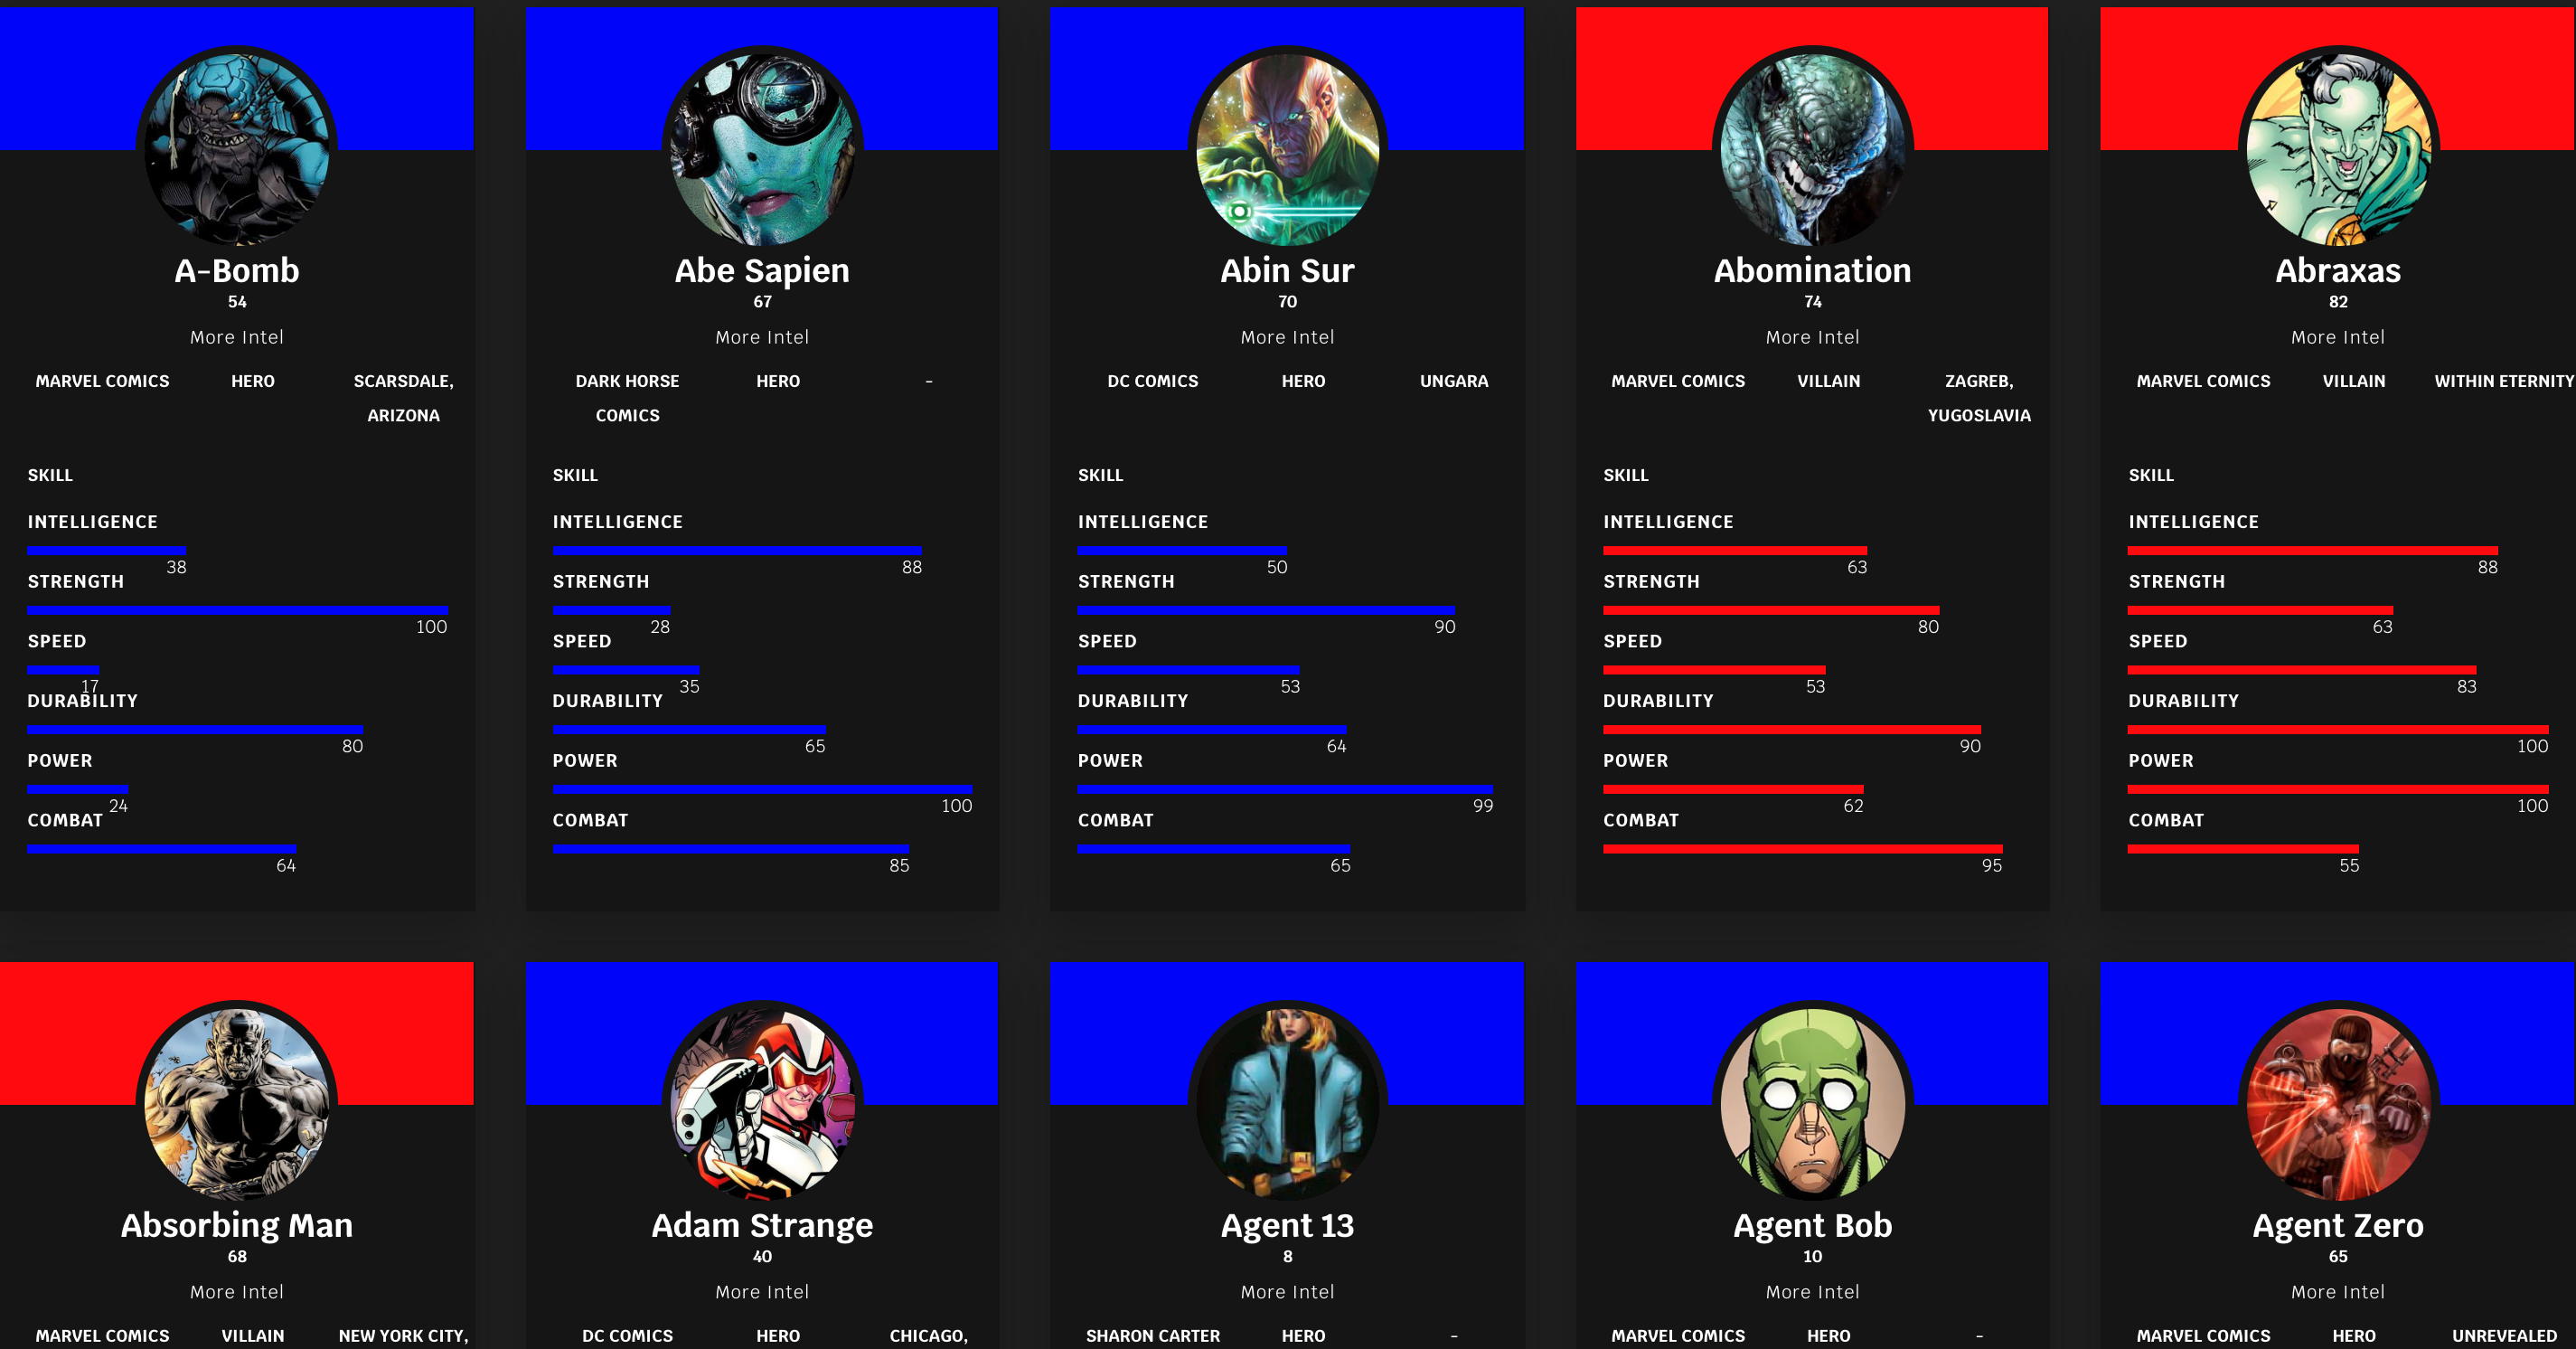 A-Bomb
54
More Intel
MARVEL COMICS
HERO
SCARSDALE,
ARIZONA
SKILL
INTELLIGENCE
38
STRENGTH
100
SPEED
17
DURABILITY
80
POWER
24
COMBAT
64
Abe Sapien
67
More Intel
DARK HORSE
COMICS
HERO
-
SKILL
INTELLIGENCE
88
STRENGTH
28
SPEED
35
DURABILITY
65
POWER
100
COMBAT
85
Abin Sur
70
More Intel
DC COMICS
HERO
UNGARA
SKILL
INTELLIGENCE
50
STRENGTH
90
SPEED
53
DURABILITY
64
POWER
99
COMBAT
65
Abomination
74
More Intel
MARVEL COMICS
VILLAIN
ZAGREB,
YUGOSLAVIA
SKILL
INTELLIGENCE
63
STRENGTH
80
SPEED
53
DURABILITY
90
POWER
62
COMBAT
95
Abraxas
82
More Intel
MARVEL COMICS
VILLAIN
WITHIN ETERNITY
SKILL
INTELLIGENCE
88
STRENGTH
63
SPEED
83
DURABILITY
100
POWER
100
COMBAT
55
Absorbing Man
68
More Intel
MARVEL COMICS
VILLAIN
NEW YORK CITY,
Adam Strange
40
More Intel
DC COMICS
HERO
CHICAGO,
Agent 13
8
More Intel
SHARON CARTER
HERO
-
Agent Bob
10
More Intel
MARVEL COMICS
HERO
-
Agent Zero
65
More Intel
MARVEL COMICS
HERO
UNREVEALED